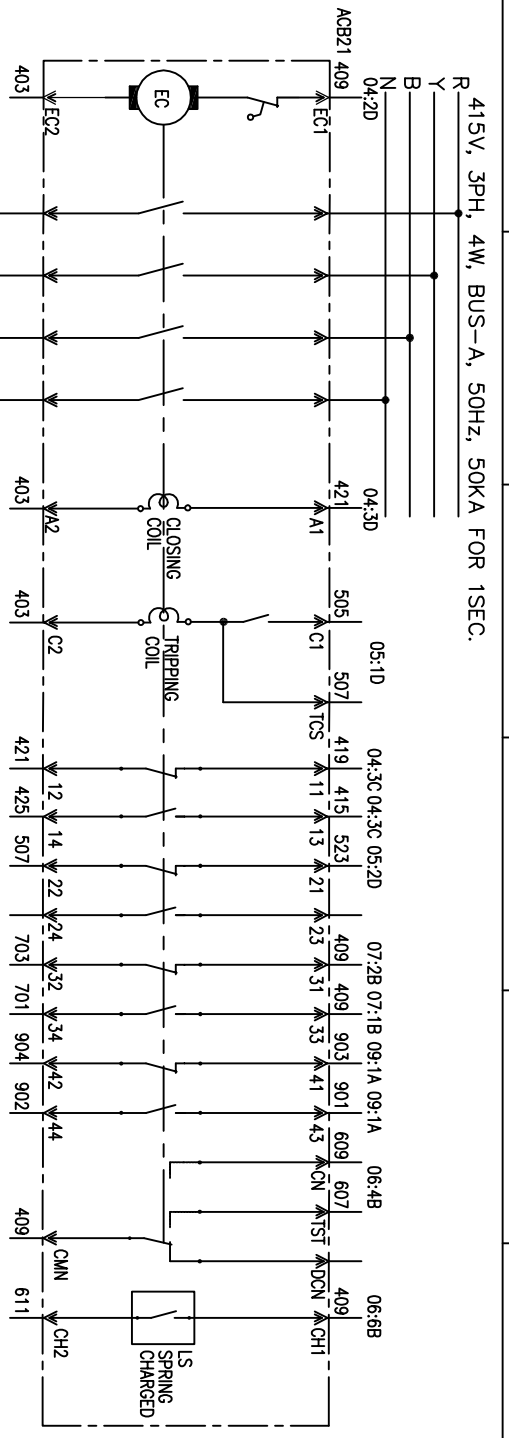 415V, 3PH, 4W, BUS-A, 50Hz, 50KA FOR 1SEC.
R
Y
B
N
04:2D 04:3D 05:1D 04:3C 04:3C 05:2D 07:2B 07:1B 09:1A 09:1A 06:4B 06:6B
ACB21 409 421 505 507 419 415 523 409 409 903 901 609 607 409
EC1 A1 C1 TCS 11 13 21 23 31 33 41 43 CN TST DCN CH1
EC
CLOSING
COIL
TRIPPING
COIL
LS
SPRING
CHARGED
EC2 A2 C2 12 14 22 24 32 34 42 44 CMN CH2
403 403 403 421 425 507 703 701 904 902 409 611